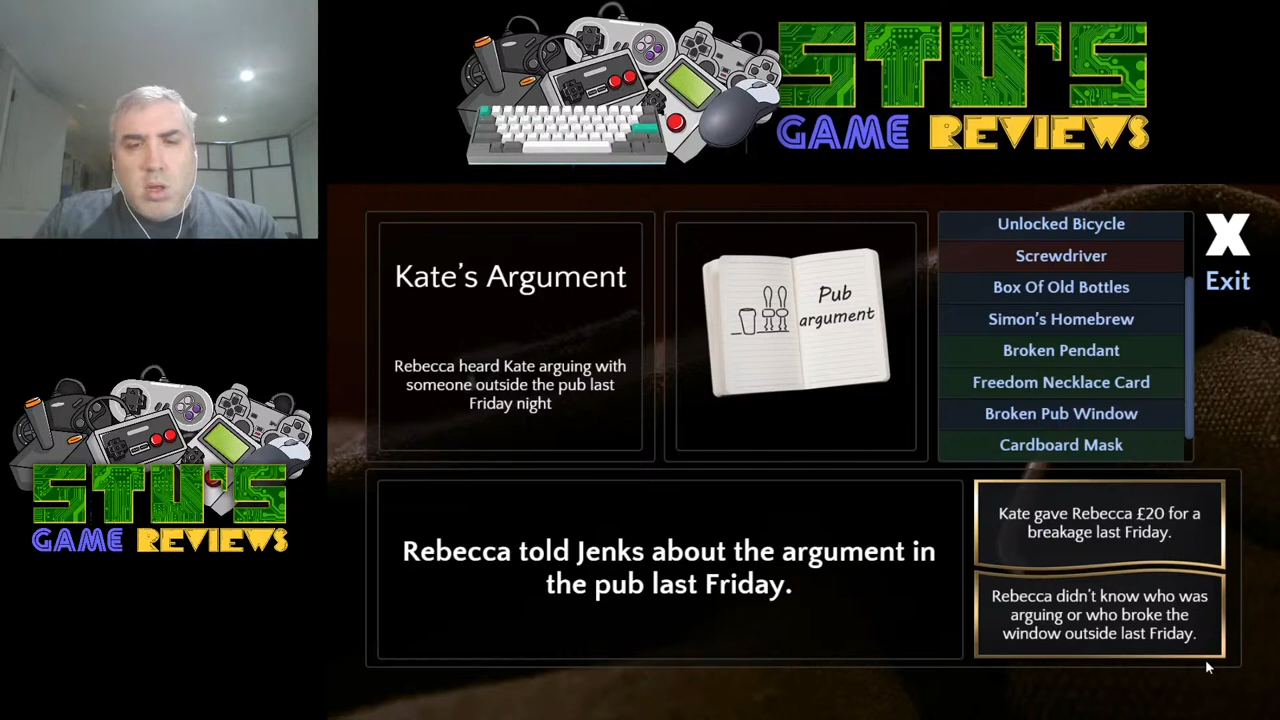 STU'S
GAME REVIEWS
Kate's Argument
Rebecca heard Kate arguing with
someone outside the pub last
Friday night
Pub
argument
Unlocked Bicycle
Screwdriver
Box Of Old Bottles
Simon's Homebrew
Broken Pendant
Freedom Necklace Card
Broken Pub Window
Cardboard Mask
X
Exit
STU'S
GAME REVIEWS
Rebecca told Jenks about the argument in
the pub last Friday.
Kate gave Rebecca £20 for a
breakage last Friday.
Rebecca didn't know who was
arguing or who broke the
window outside last Friday.